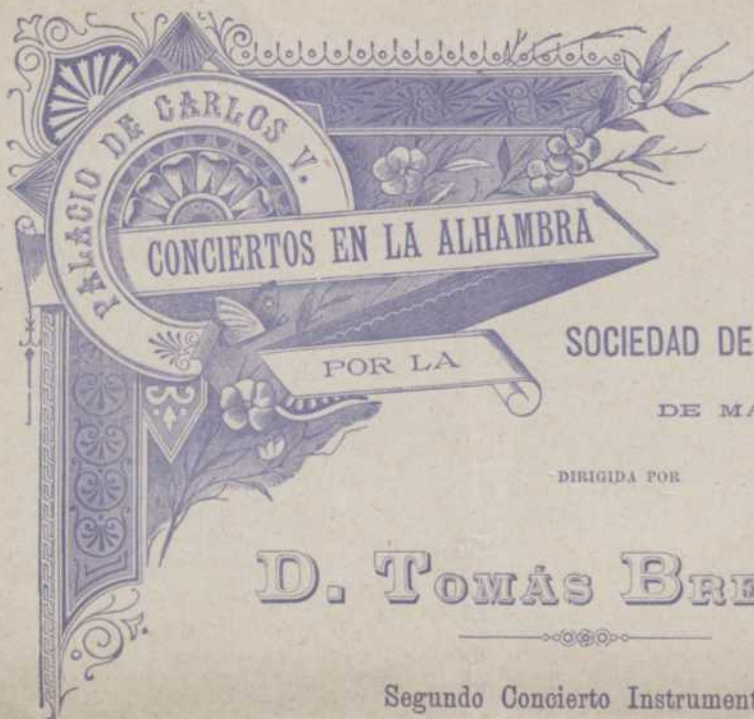 PALACIO DE CARLOS V.
CONCIERTOS EN LA ALHAMBRA
POR LA
SOCIEDAD DE
DE MA
DIRIGIDA POR
D. TOMÁS BRE
Segundo Concierto Instrument